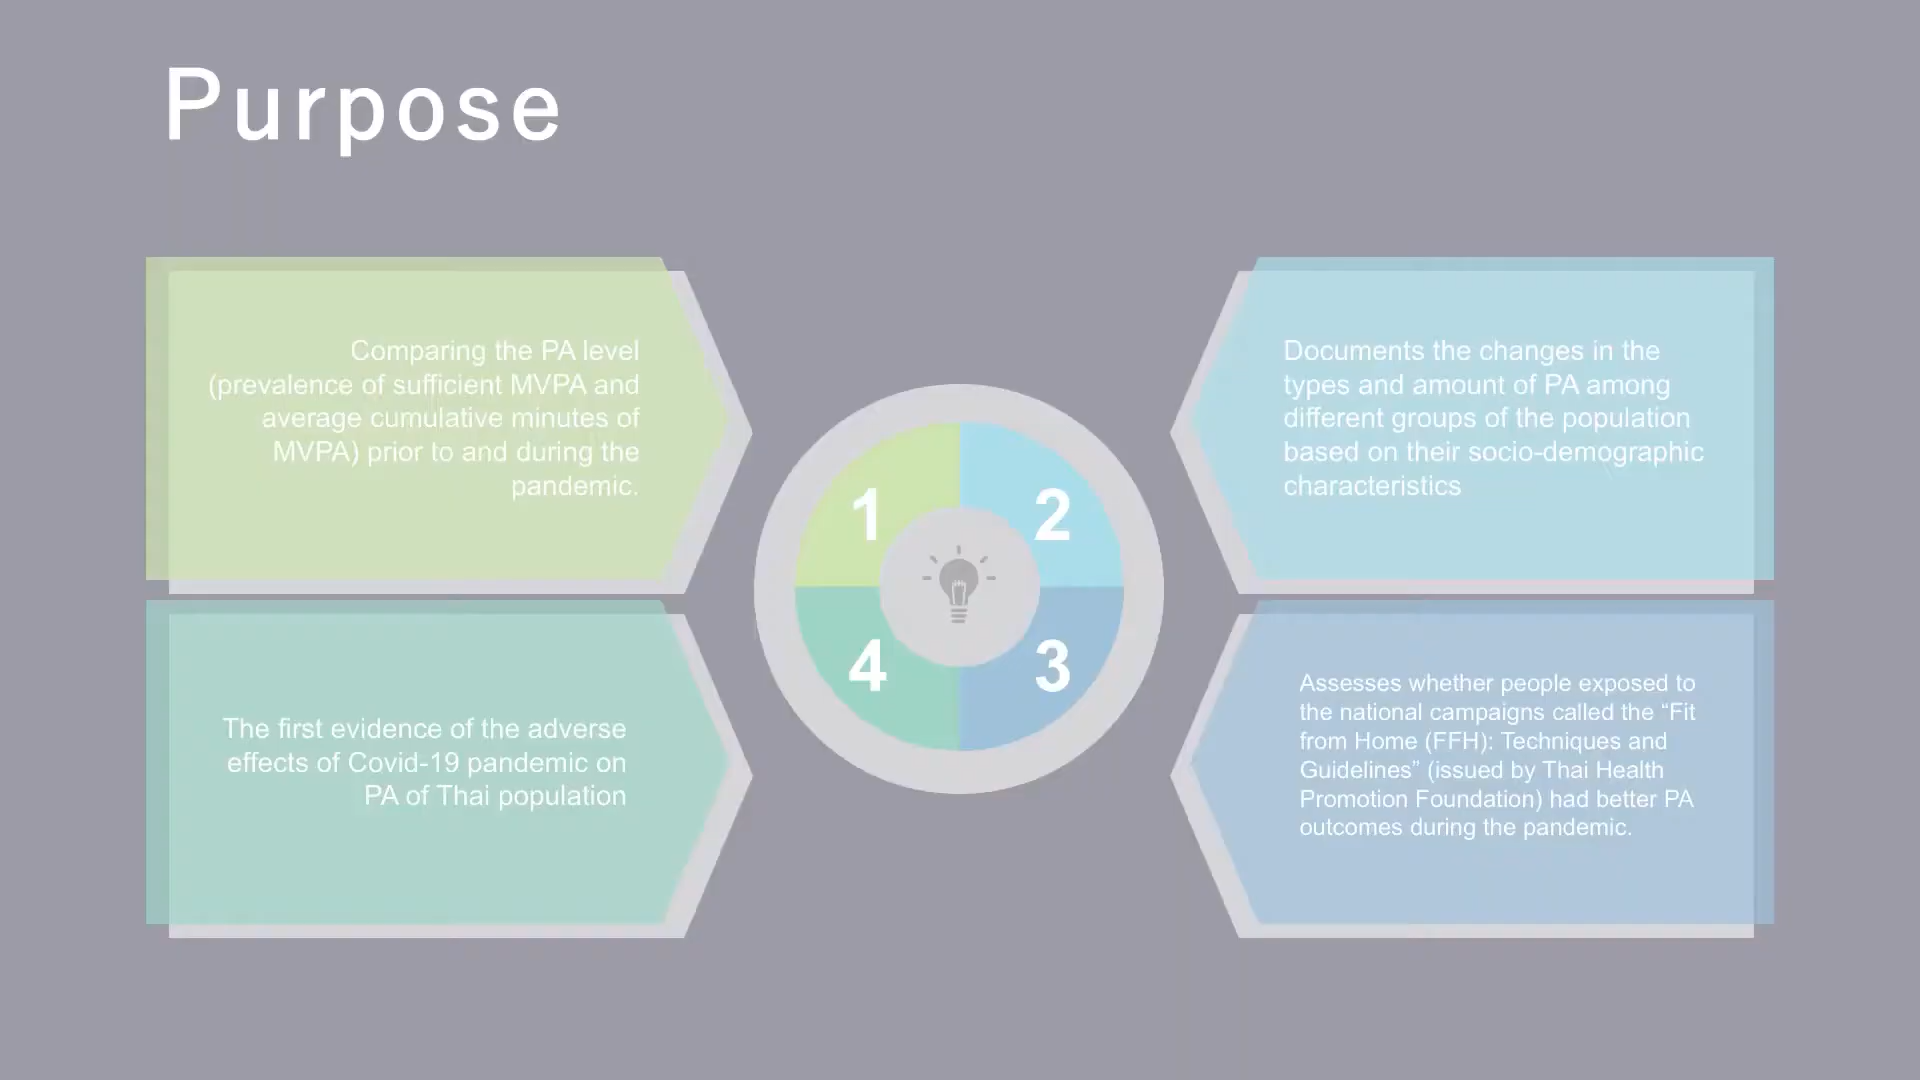 Purpose
Comparing the PA level
(prevalence of sufficient MVPA and
average cumulative minutes of
MVPA) prior to and during the
pandemic.
Documents the changes in the
types and amount of PA among
different groups of the population
based on their socio-demographic
characteristics
1
2
4
3
The first evidence of the adverse
effects of Covid-19 pandemic on
PA of Thai population
Assesses whether people exposed to
the national campaigns called the “Fit
from Home (FFH): Techniques and
Guidelines” (issued by Thai Health
Promotion Foundation) had better PA
outcomes during the pandemic.